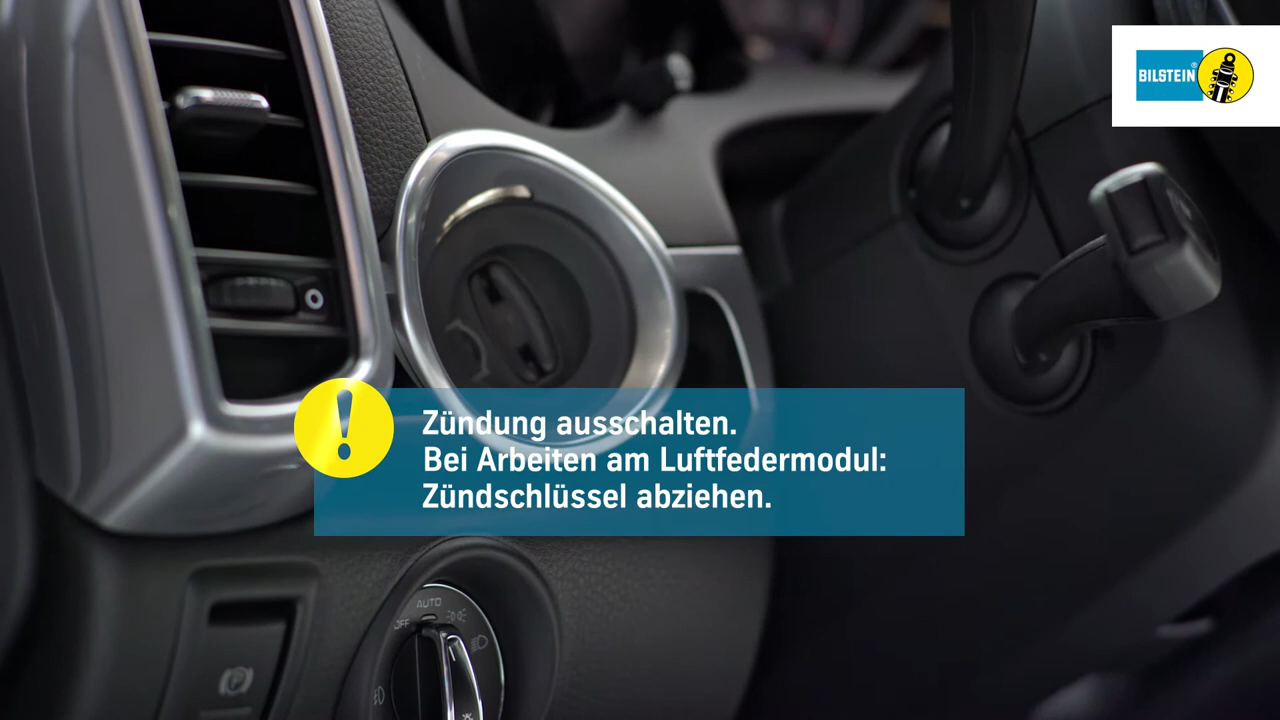 BILSTEIN®
Zündung ausschalten.
Bei Arbeiten am Luftfedermodul:
Zündschlüssel abziehen.
AUTO
OFF
P